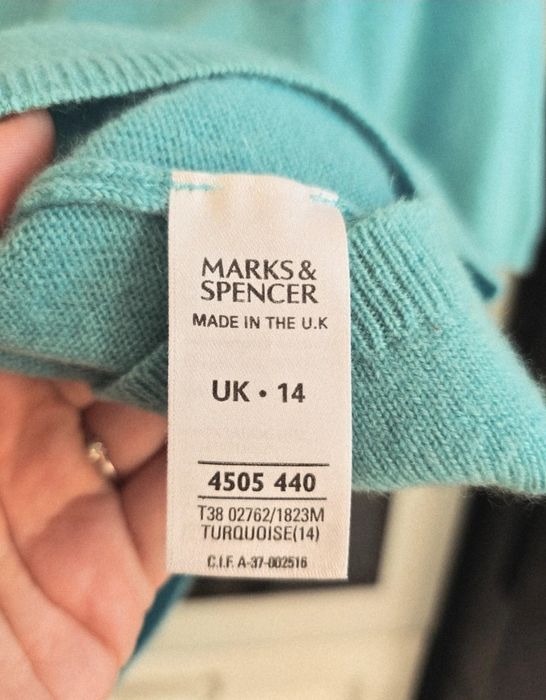 MARKS &
SPENCER
MADE IN THE U.K
UK • 14
4505 440
T38 02762/1823M
TURQUOISE(14)
C.I.F. A-37-002516